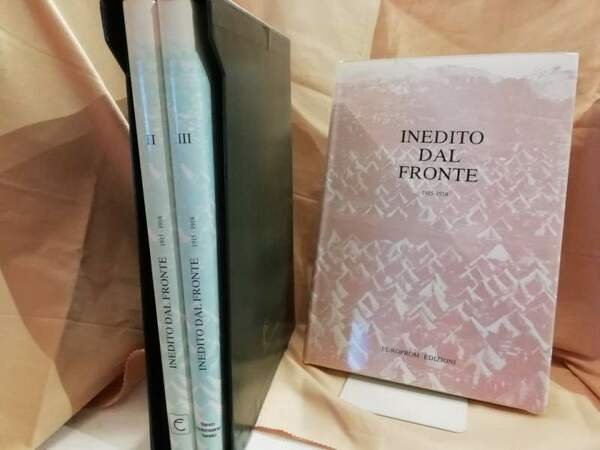 II
INEDITO DAL FRONTE 1915-1918
III
INEDITO DAL FRONTE 1915-1918
INEDITO
DAL
FRONTE
1915-1918
EUROPROM EDIZIONI